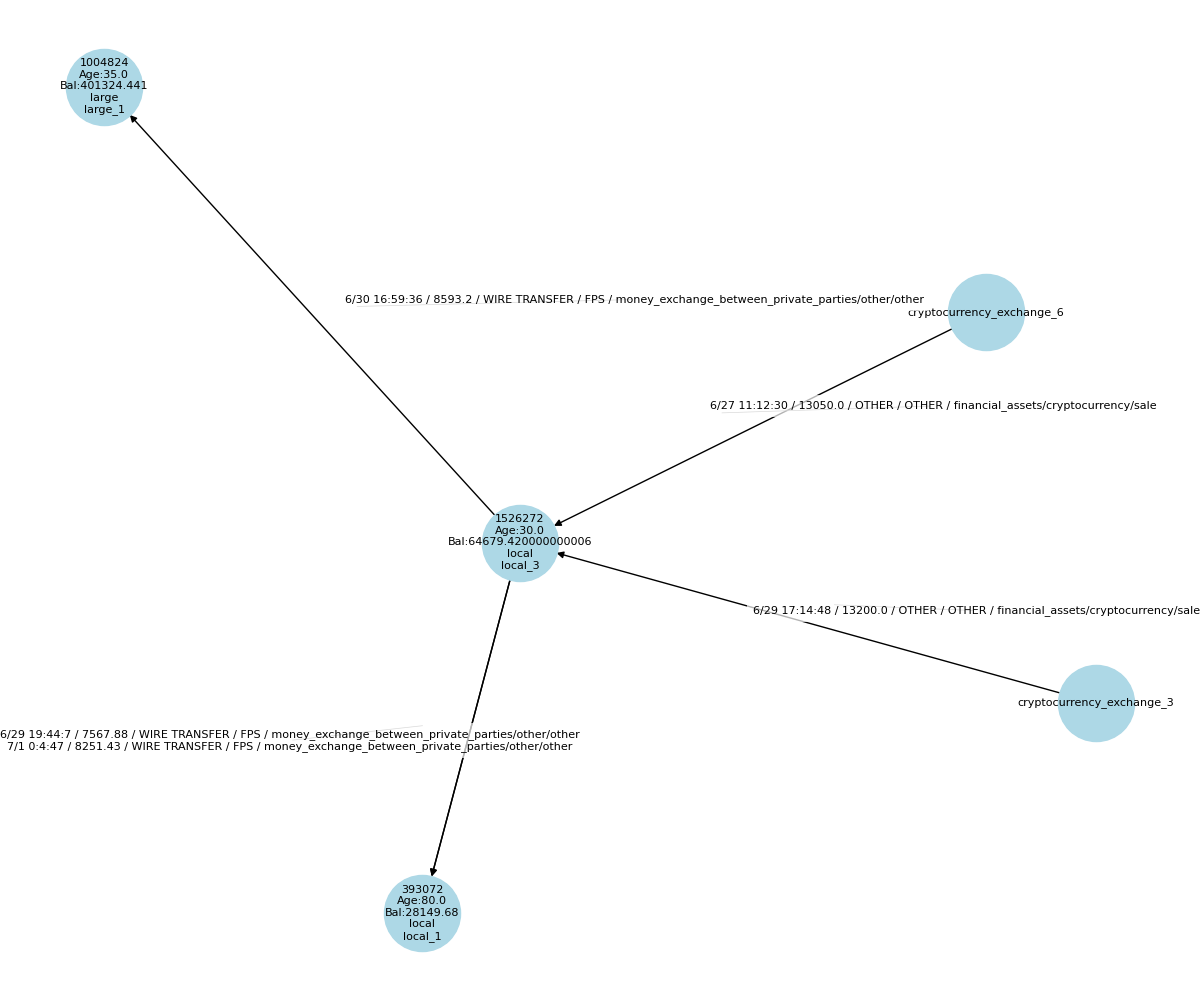 1004824
Age:35.0
Bal:401324.441
large
large_1
6/30 16:59:36 / 8593.2 / WIRE TRANSFER / FPS / money_exchange_between_private_parties/other/other
cryptocurrency_exchange_6
6/27 11:12:30 / 13050.0 / OTHER / OTHER / financial_assets/cryptocurrency/sale
1526272
Age:30.0
Bal:64679.420000000006
local
local_3
6/29 17:14:48 / 13200.0 / OTHER / OTHER / financial_assets/cryptocurrency/sale
cryptocurrency_exchange_3
6/29 19:44:7 / 7567.88 / WIRE TRANSFER / FPS / money_exchange_between_private_parties/other/other
7/1 0:4:47 / 8251.43 / WIRE TRANSFER / FPS / money_exchange_between_private_parties/other/other
393072
Age:80.0
Bal:28149.68
local
local_1